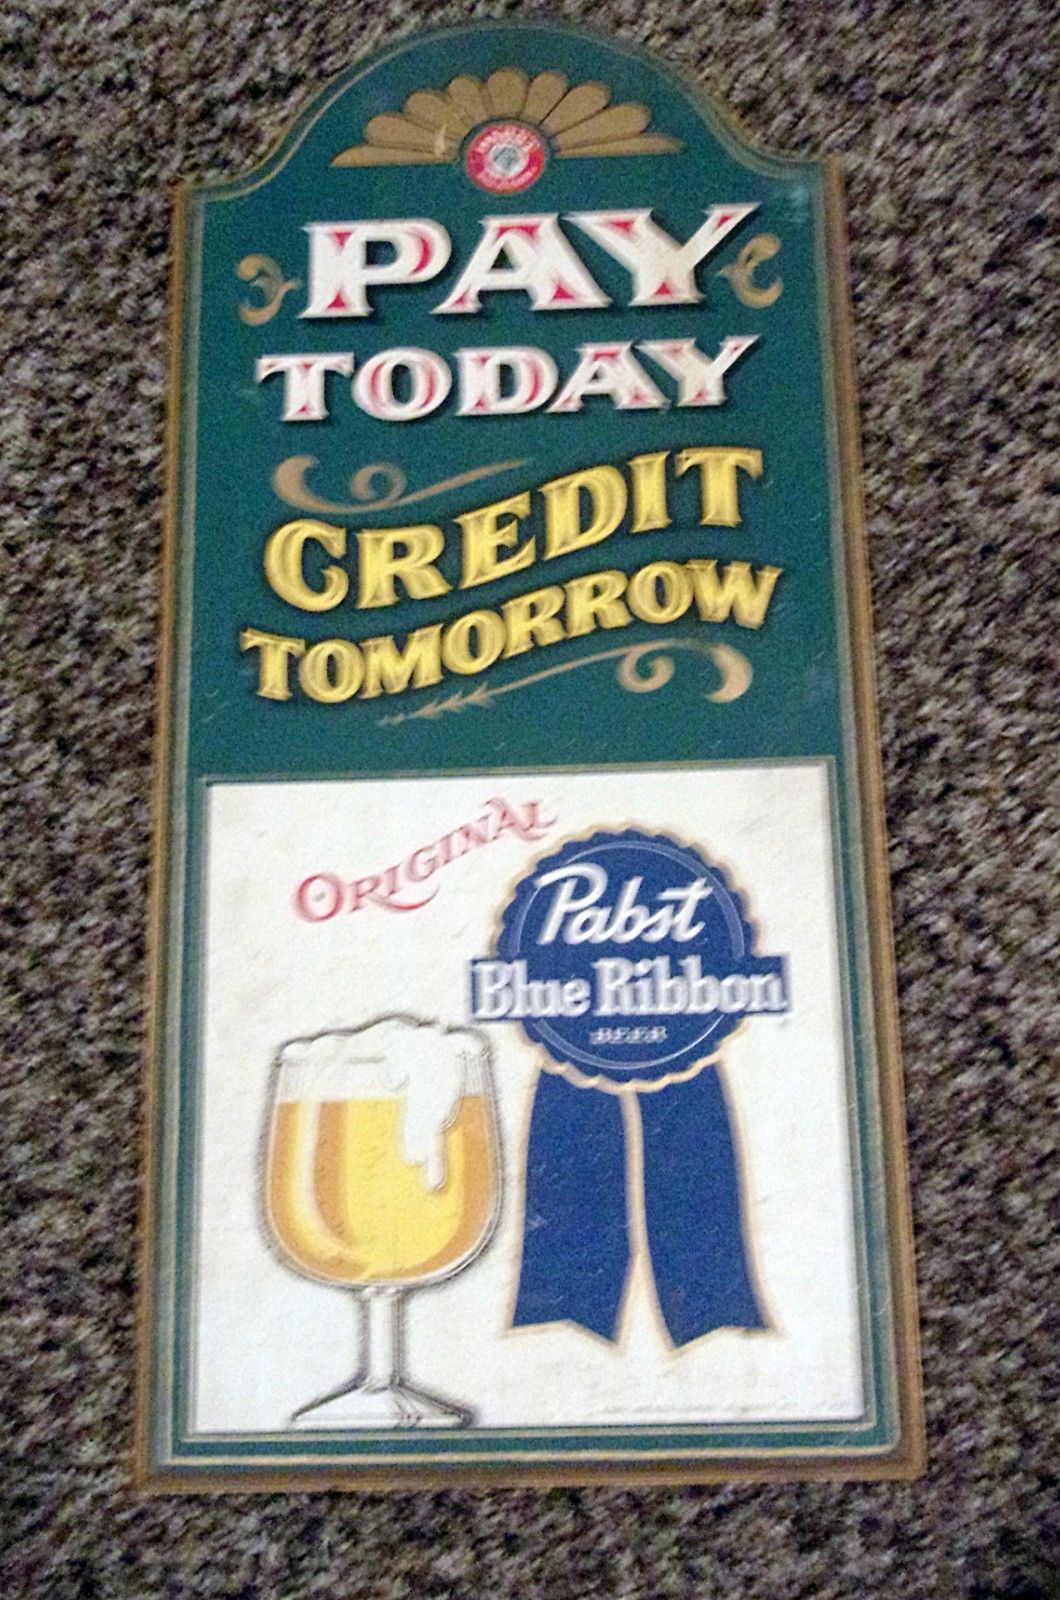 PAY
TODAY
CREDIT
TOMORROW
ORIGINAL
Pabst
Blue Ribbon
BEER